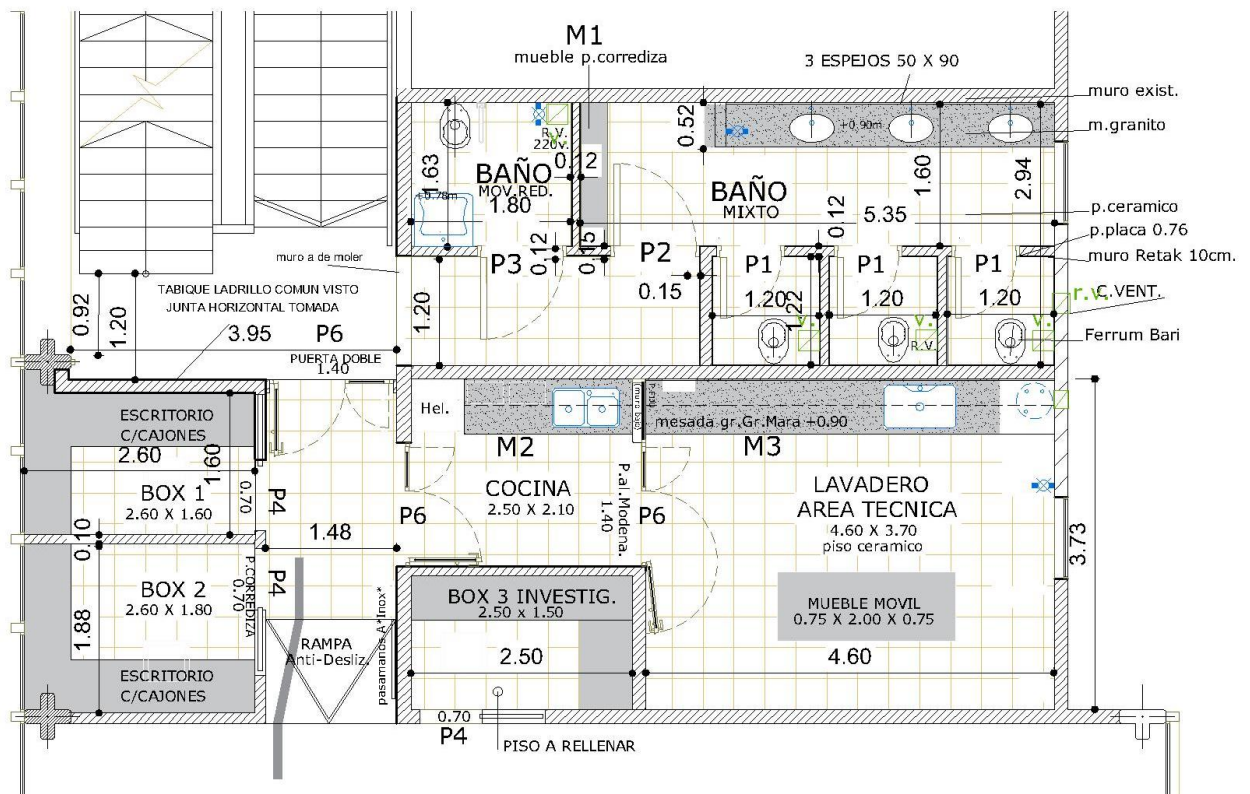 M1
mueble p.corrediza
3 ESPEJOS 50 X 90
muro exist.
m.granito
+0.90m
0.52
R.V.
220v.
v.
0.12
1.63
BAÑO
MOV.RED.
1.80
+0.78m
BAÑO
MIXTO
1.60
2.94
0.12
5.35
p.ceramico
p.placa 0.76
muro Retak 10cm.
muro a de moler
P3
0.12
0.15
P2
0.15
P1
P1
P1
1.20
1.22
1.20
1.20
r.v.
C.VENT.
v.
v.
R.V.
v.
Ferrum Bari
TABIQUE LADRILLO COMUN VISTO
JUNTA HORIZONTAL TOMADA
0.92
1.20
3.95
P6
1.20
PUERTA DOBLE
1.40
ESCRITORIO
C/CAJONES
2.60
1.60
BOX 1
2.60 X 1.60
0.70
P4
0.10
Hel.
M2
(muro bajo)
mesada gr.Gr.Mara +0.90
M3
COCINA
2.50 X 2.10
P.al.Modena.
1.40
P6
P6
LAVADERO
AREA TECNICA
4.60 X 3.70
piso ceramico
3.73
1.48
BOX 2
2.60 X 1.80
P.CORREDIZA
0.70
P4
1.88
BOX 3 INVESTIG.
2.50 X 1.50
MUEBLE MOVIL
0.75 X 2.00 X 0.75
RAMPA
Anti-Desliz.
pasamanos A*Inox*
2.50
4.60
ESCRITORIO
C/CAJONES
0.70
P4
PISO A RELLENAR